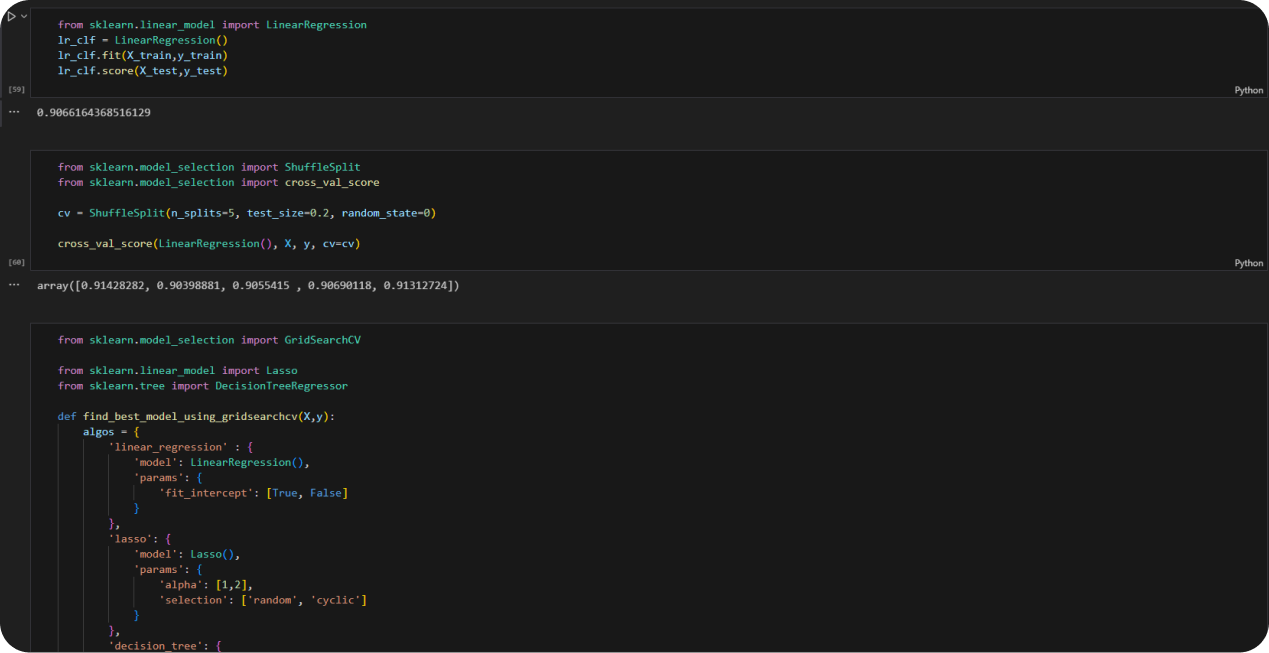 from sklearn.linear_model import LinearRegression
lr_clf = LinearRegression()
lr_clf.fit(X_train,y_train)
lr_clf.score(X_test,y_test)
[59]
Python
... 0.9066164368516129
from sklearn.model_selection import ShuffleSplit
from sklearn.model_selection import cross_val_score
cv = ShuffleSplit(n_splits=5, test_size=0.2, random_state=0)
cross_val_score(LinearRegression(), X, y, cv=cv)
[60]
Python
... array([0.91428282, 0.90398881, 0.9055415 , 0.90690118, 0.91312724])
from sklearn.model_selection import GridSearchCV
from sklearn.linear_model import Lasso
from sklearn.tree import DecisionTreeRegressor
def find_best_model_using_gridsearchcv(X,y):
algos = {
'linear_regression' : {
'model': LinearRegression(),
'params': {
'fit_intercept': [True, False]
}
},
'lasso': {
'model': Lasso(),
'params': {
'alpha': [1,2],
'selection': ['random', 'cyclic']
}
},
'decision_tree': {